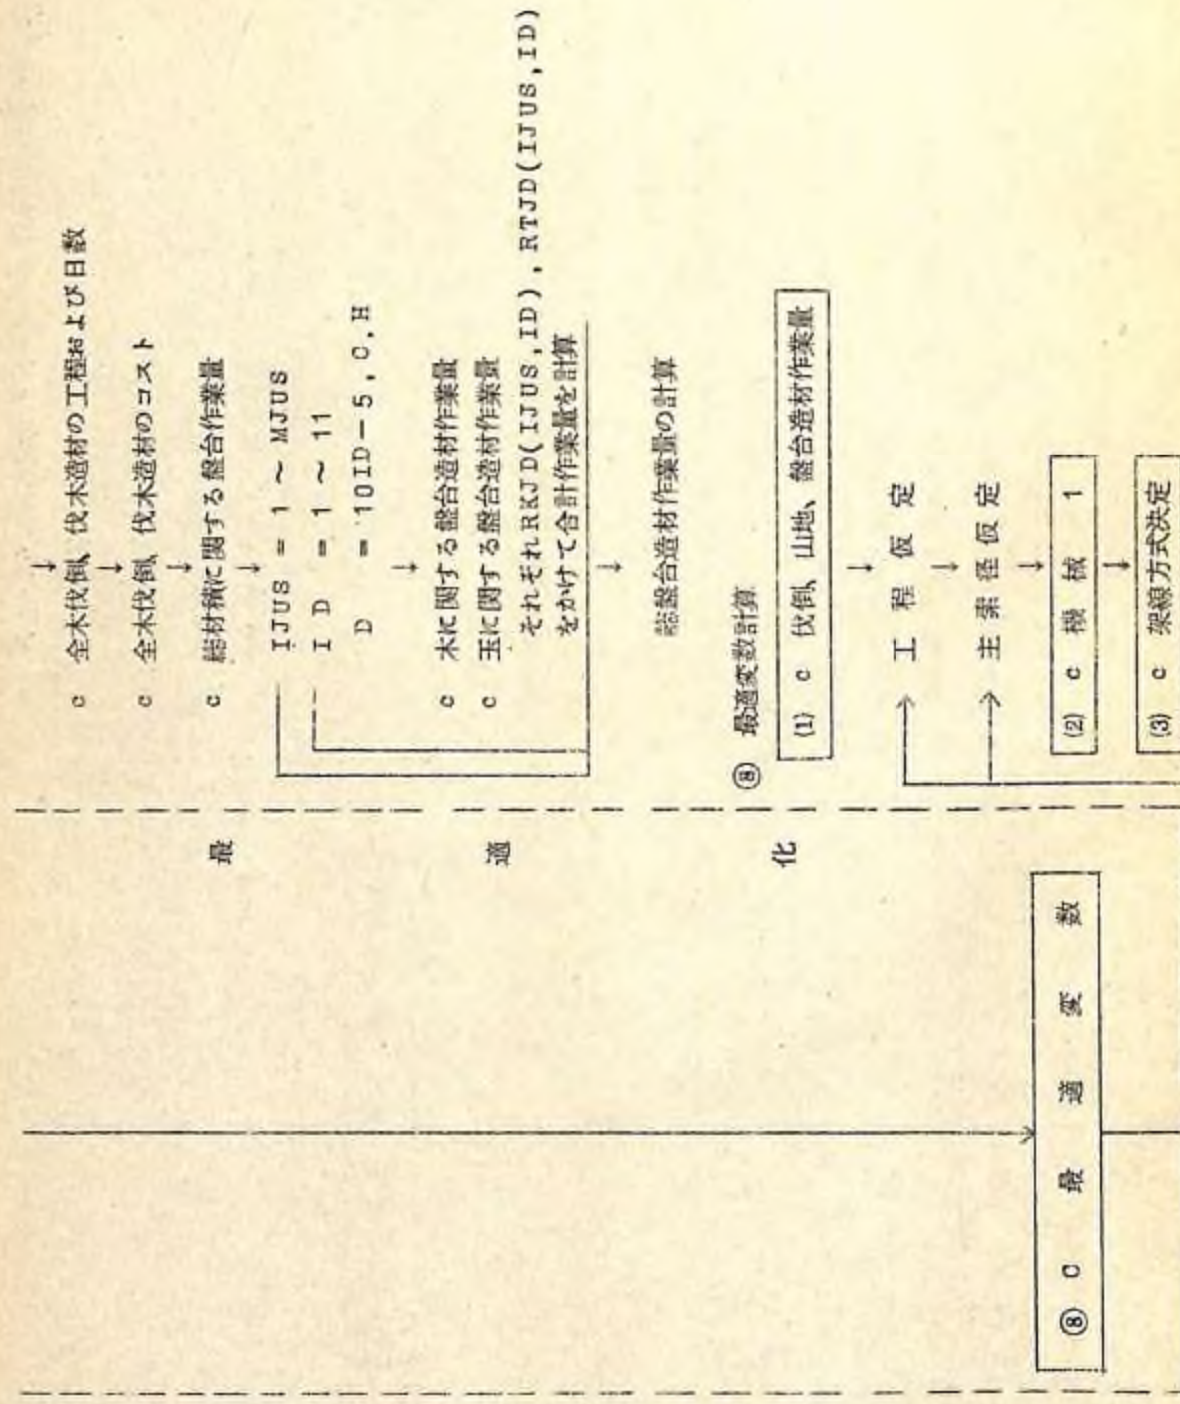 ↓
c 全木伐倒、伐木造材の工程および日数
↓
c 全木伐倒、伐木造材のコスト
↓
c 総材積に関する盤台作業量
↓
IJUS = 1 ~ MJUS
ID = 1 ~ 11
D = 10ID-5, C, H
↓
c 木に関する盤台造材作業量
c 玉に関する盤台造材作業量
それぞれRKJD(IJUS,ID), RTJD(IJUS,ID)
をかけて合計作業量を計算
↓
総盤台造材作業量の計算
⑧ 最適変数計算
(1) c 伐倒、山地、盤台造材作業量
↓
工程仮定
↓
主索径仮定
↓
(2) c 機械 1
↓
(3) c 架線方式決定
最適化
⑧ C 最適変数